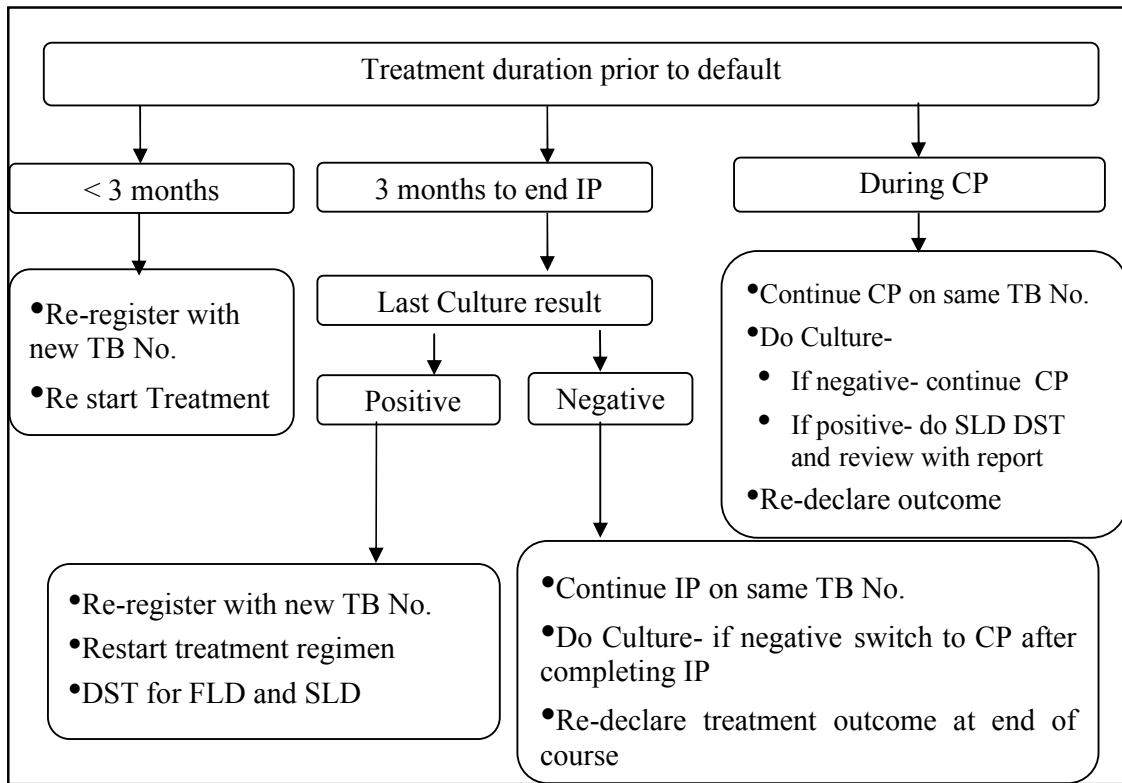 Treatment duration prior to default
< 3 months
3 months to end IP
During CP
•Re-register with
new TB No.
•Re start Treatment
Last Culture result
Positive
Negative
•Continue CP on same TB No.
•Do Culture-
• If negative- continue CP
• If positive- do SLD DST
and review with report
•Re-declare outcome
•Re-register with new TB No.
•Restart treatment regimen
•DST for FLD and SLD
•Continue IP on same TB No.
•Do Culture- if negative switch to CP after
completing IP
•Re-declare treatment outcome at end of
course